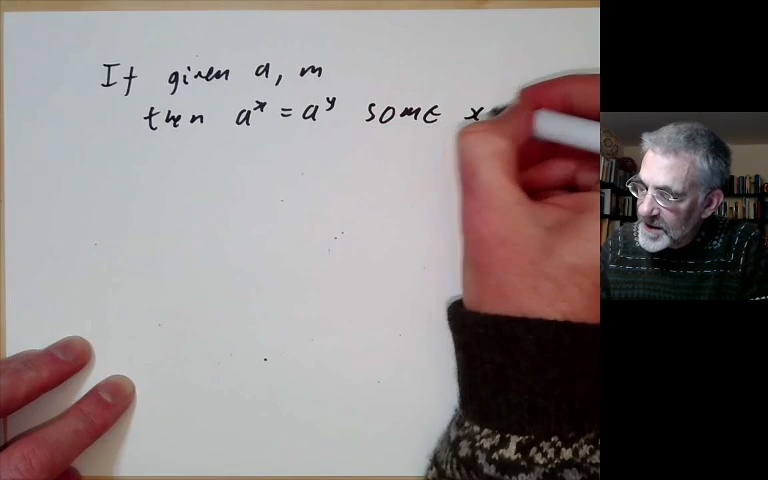 If given a, m
then a^x = a^y SOME x